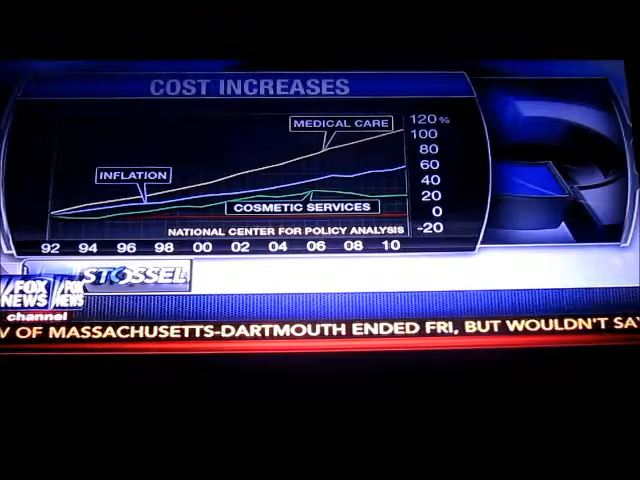 COST INCREASES
MEDICAL CARE
INFLATION
COSMETIC SERVICES
120%
100
80
60
40
20
0
-20
NATIONAL CENTER FOR POLICY ANALYSIS
92 94 96 98 00 02 04 06 08 10
STOSSEL
FOX NEWS channel
FOX NEWS
V OF MASSACHUSETTS-DARTMOUTH ENDED FRI, BUT WOULDN'T SA